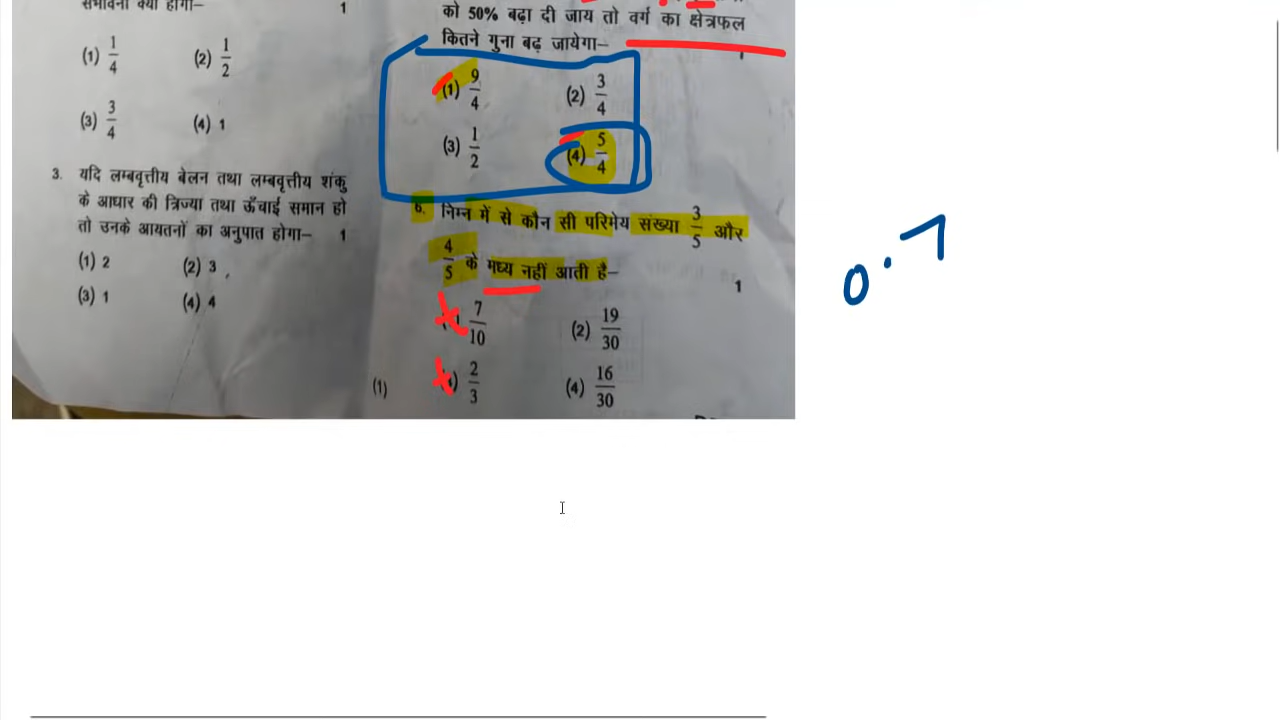 संभावना क्या होगी– 1
(1) 1/4 (2) 1/2
(3) 3/4 (4) 1
3. यदि लम्बवृत्तीय बेलन तथा लम्बवृत्तीय शंकु
के आधार की त्रिज्या तथा ऊँचाई समान हो
तो उनके आयतनों का अनुपात होगा– 1
(1) 2 (2) 3
(3) 1 (4) 4
(1)
को 50% बढ़ा दी जाय तो वर्ग का क्षेत्रफल
कितने गुना बढ़ जायेगा– 1
(1) 9/4 (2) 3/4
(3) 1/2 (4) 5/4
6. निम्न में से कौन सी परिमेय संख्या 3/5 और
4/5 के मध्य नहीं आती है– 1
7/10 (2) 19/30
2/3 (4) 16/30
0.7